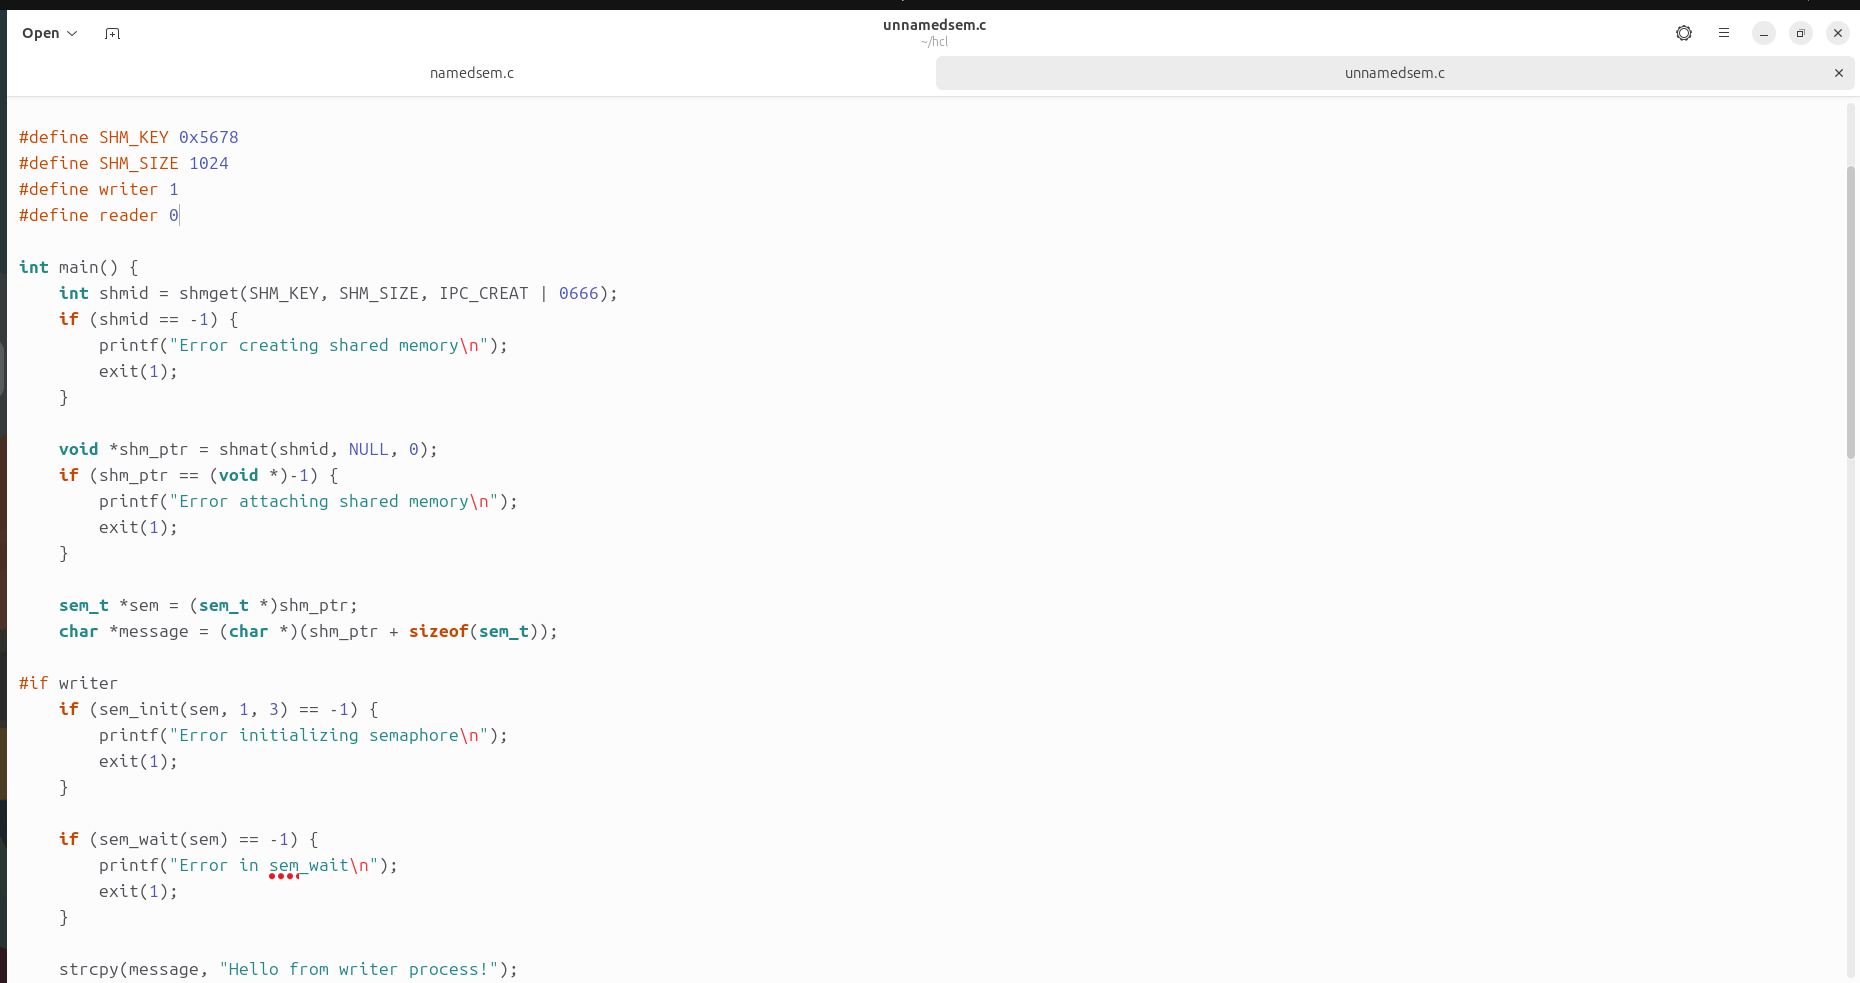 Open
unnamedsem.c
~/hcl
namedsem.c
unnamedsem.c
#define SHM_KEY 0x5678
#define SHM_SIZE 1024
#define writer 1
#define reader 0
int main() {
    int shmid = shmget(SHM_KEY, SHM_SIZE, IPC_CREAT | 0666);
    if (shmid == -1) {
        printf("Error creating shared memory\n");
        exit(1);
    }
    void *shm_ptr = shmat(shmid, NULL, 0);
    if (shm_ptr == (void *)-1) {
        printf("Error attaching shared memory\n");
        exit(1);
    }
    sem_t *sem = (sem_t *)shm_ptr;
    char *message = (char *)(shm_ptr + sizeof(sem_t));
#if writer
    if (sem_init(sem, 1, 3) == -1) {
        printf("Error initializing semaphore\n");
        exit(1);
    }
    if (sem_wait(sem) == -1) {
        printf("Error in sem_wait\n");
        exit(1);
    }
    strcpy(message, "Hello from writer process!");